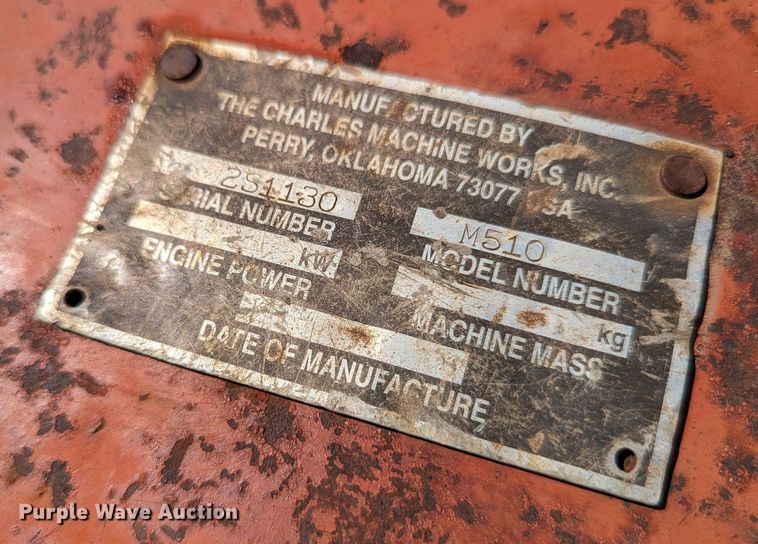 MANUFACTURED BY
THE CHARLES MACHINE WORKS, INC.
PERRY, OKLAHOMA 73077 USA
2S1130
SERIAL NUMBER
M510
MODEL NUMBER
kw
ENGINE POWER
kg
MACHINE MASS
DATE OF MANUFACTURE
Purple Wave Auction